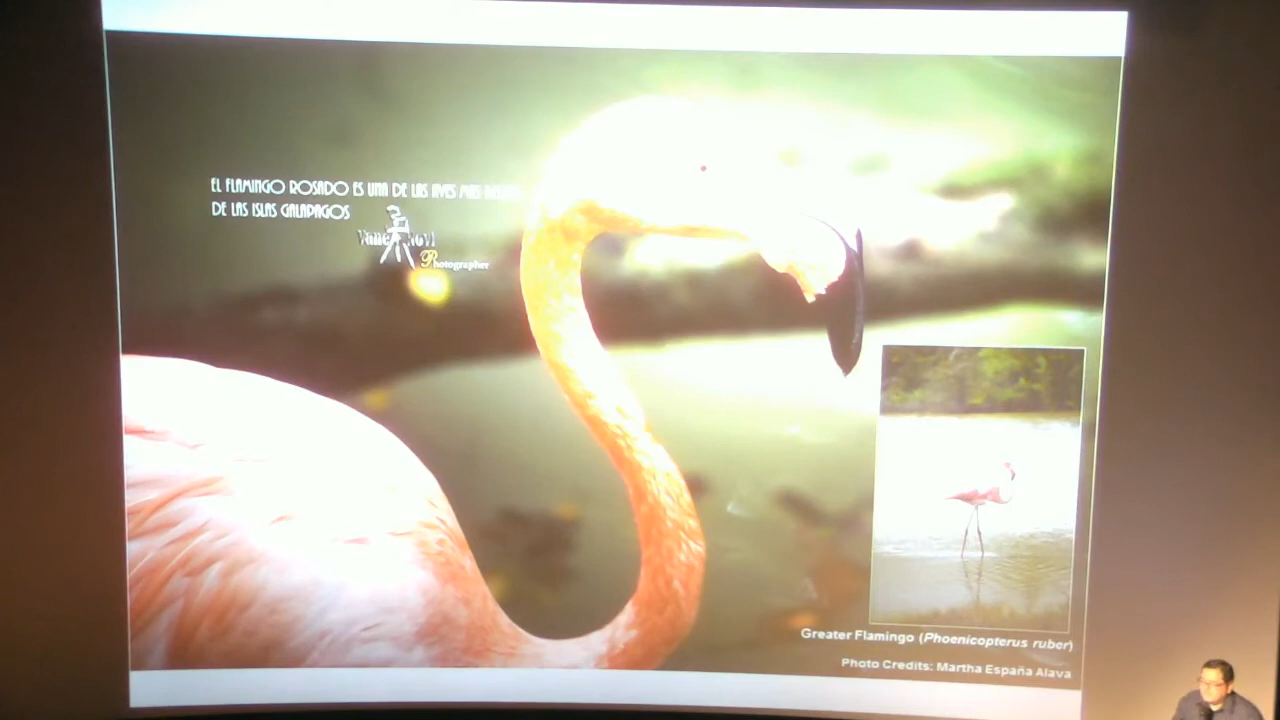 EL FLAMINGO ROSADO ES UNA DE LAS AVES MAS
DE LAS ISLAS GALAPAGOS
Photographer
Greater Flamingo (Phoenicopterus ruber)
Photo Credits: Martha España Alava